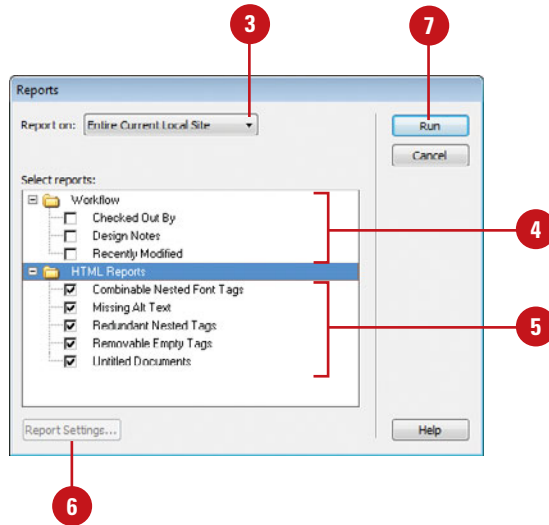 3
7
Reports
Report on:
Entire Current Local Site
Run
Cancel
Select reports:
Workflow
Checked Out By
Design Notes
Recently Modified
4
HTML Reports
Combinable Nested Font Tags
Missing Alt Text
Redundant Nested Tags
Removable Empty Tags
Untitled Documents
5
Report Settings...
Help
6